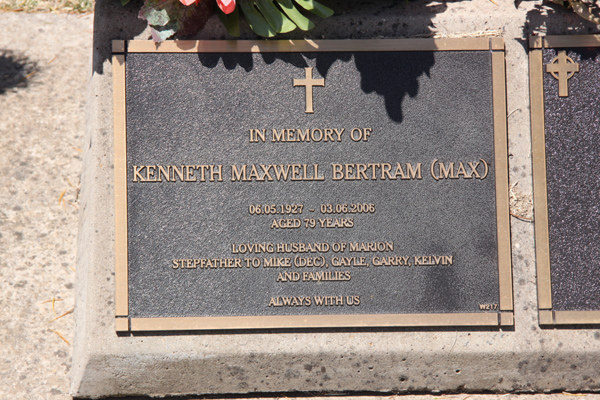 IN MEMORY OF
KENNETH MAXWELL BERTRAM (MAX)
06.05.1927 ~ 03.06.2006
AGED 79 YEARS
LOVING HUSBAND OF MARION
STEPFATHER TO MIKE (DEC), GAYLE, GARRY, KELVIN
AND FAMILIES
ALWAYS WITH US
W217